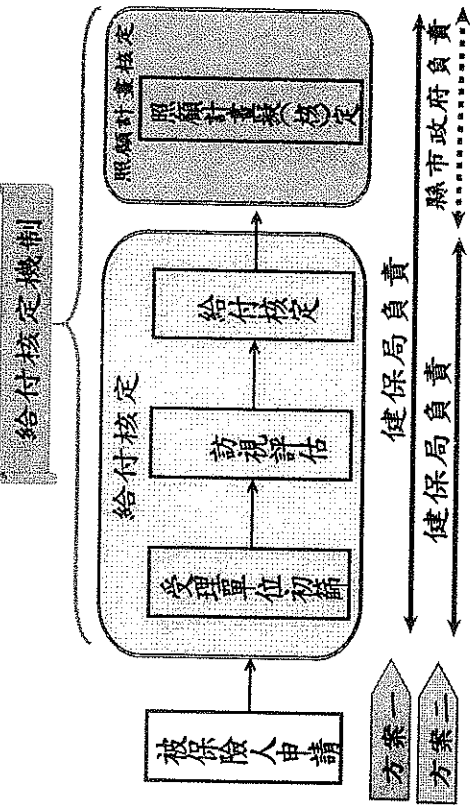 給付核定機制
給付核定
照顧計畫核定
被保險人申請
受理單位初篩
訪視評估
給付核定
照顧計畫裁(核)定
方案一
健保局負責
方案二
健保局負責
縣市政府負責